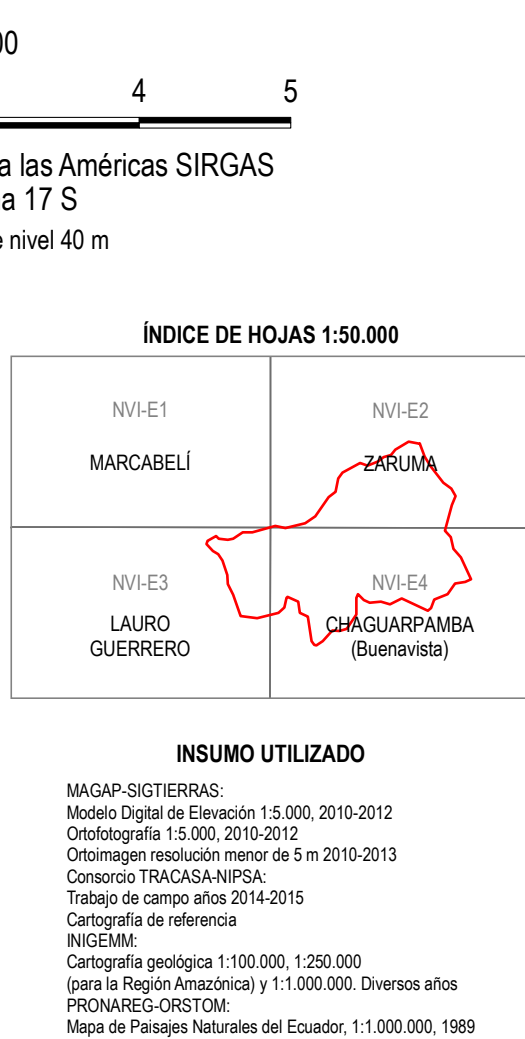 00
4 5
a las Américas SIRGAS
a 17 S
e nivel 40 m
ÍNDICE DE HOJAS 1:50.000
NVI-E1
MARCABELÍ
NVI-E2
ZARUMA
NVI-E3
LAURO
GUERRERO
NVI-E4
CHAGUARPAMBA
(Buenavista)
INSUMO UTILIZADO
MAGAP-SIGTIERRAS:
Modelo Digital de Elevación 1:5.000, 2010-2012
Ortofotografía 1:5.000, 2010-2012
Ortoimagen resolución menor de 5 m 2010-2013
Consorcio TRACASA-NIPSA:
Trabajo de campo años 2014-2015
Cartografía de referencia
INIGEMM:
Cartografía geológica 1:100.000, 1:250.000
(para la Región Amazónica) y 1:1.000.000. Diversos años
PRONAREG-ORSTOM:
Mapa de Paisajes Naturales del Ecuador, 1:1.000.000, 1989